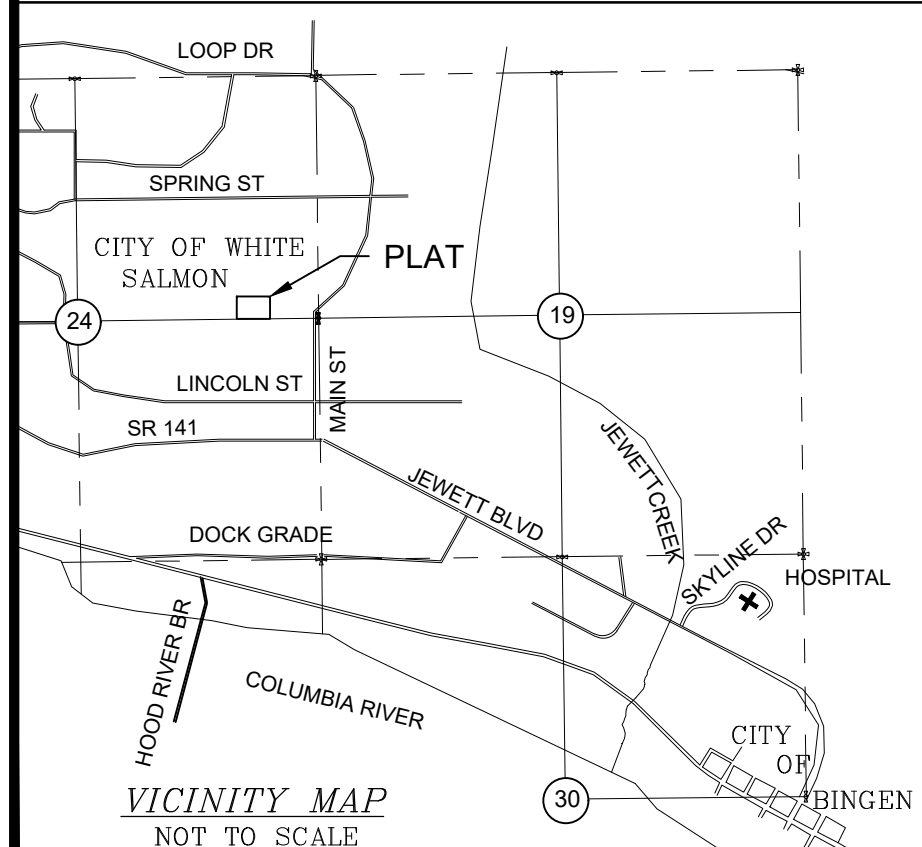 LOOP DR
SPRING ST
CITY OF WHITE
SALMON
PLAT
24
19
LINCOLN ST
MAIN ST
SR 141
JEWETT BLVD
JEWETT CREEK
DOCK GRADE
SKYLINE DR
HOSPITAL
HOOD RIVER BR
COLUMBIA RIVER
CITY
OF
BINGEN
30
VICINITY MAP
NOT TO SCALE